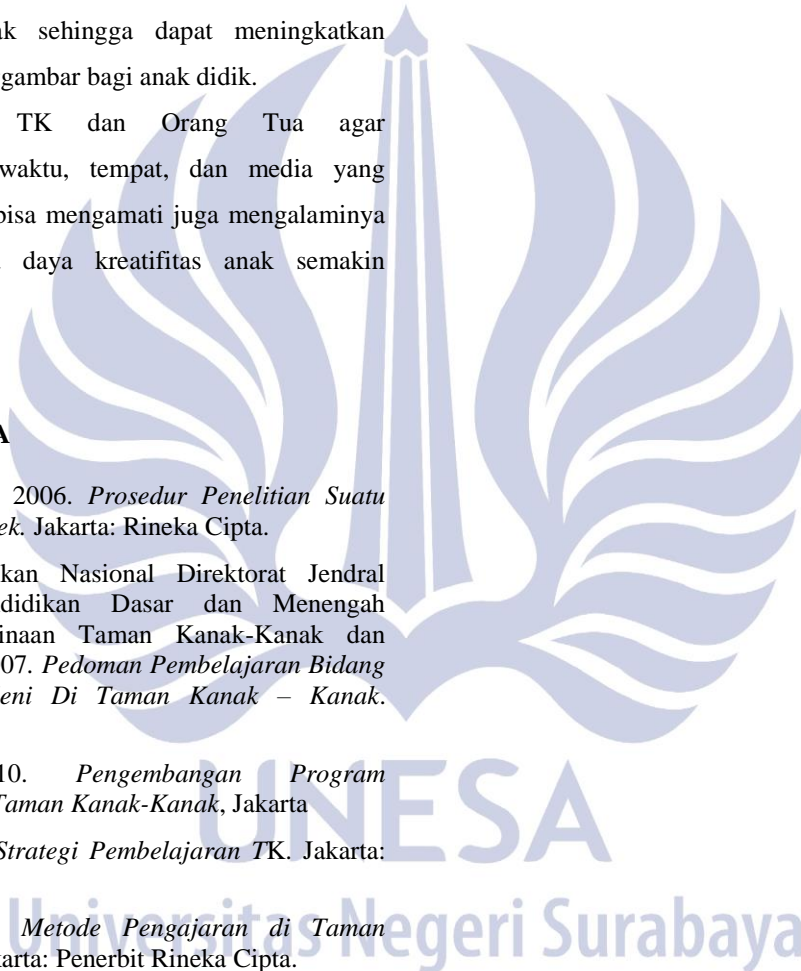 ak sehingga dapat meningkatkan
gambar bagi anak didik.
TK dan Orang Tua agar
waktu, tempat, dan media yang
bisa mengamati juga mengalaminya
daya kreatifitas anak semakin
A
2006. Prosedur Penelitian Suatu
ek. Jakarta: Rineka Cipta.
kan Nasional Direktorat Jendral
didikan Dasar dan Menengah
inaan Taman Kanak-Kanak dan
007. Pedoman Pembelajaran Bidang
eni Di Taman Kanak – Kanak.
10. Pengembangan Program
Taman Kanak-Kanak, Jakarta
Strategi Pembelajaran TK. Jakarta:
Metode Pengajaran di Taman
karta: Penerbit Rineka Cipta.
UNESA
Universitas Negeri Surabaya